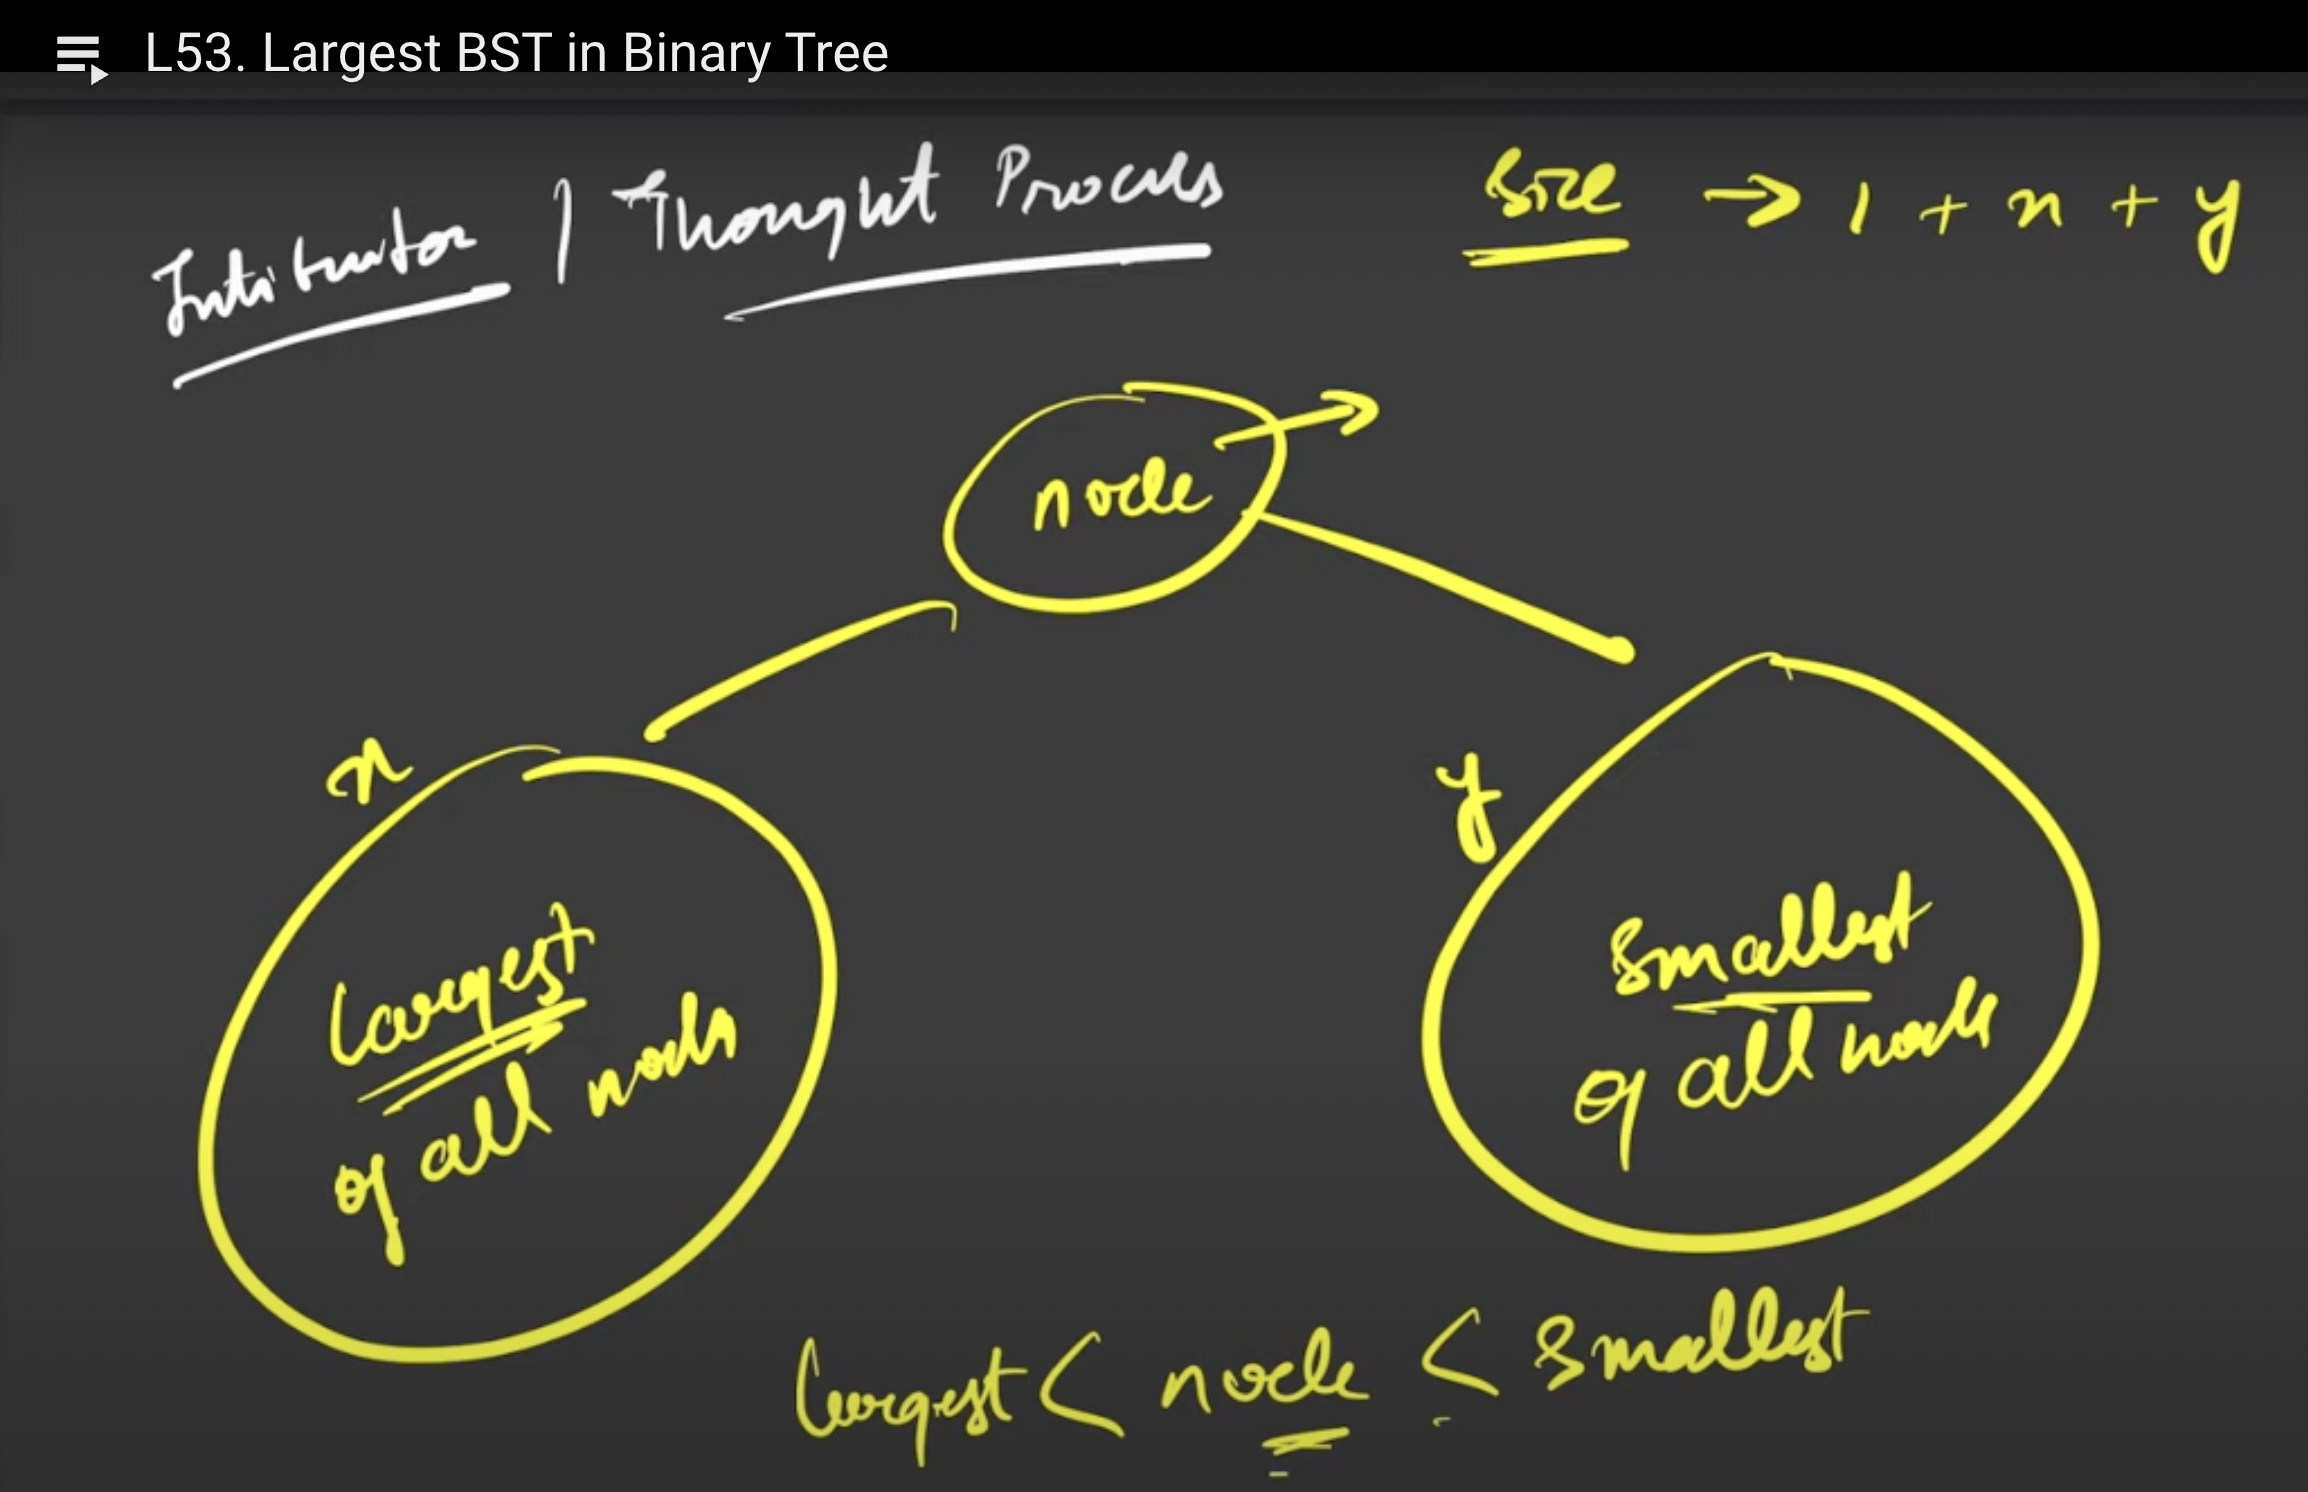 L53. Largest BST in Binary Tree
Intituitor | Thought Process
Size → 1 + x + y
node
x
y
Largest
of all nodes
smallest
of all nodes
largest < node < smallest